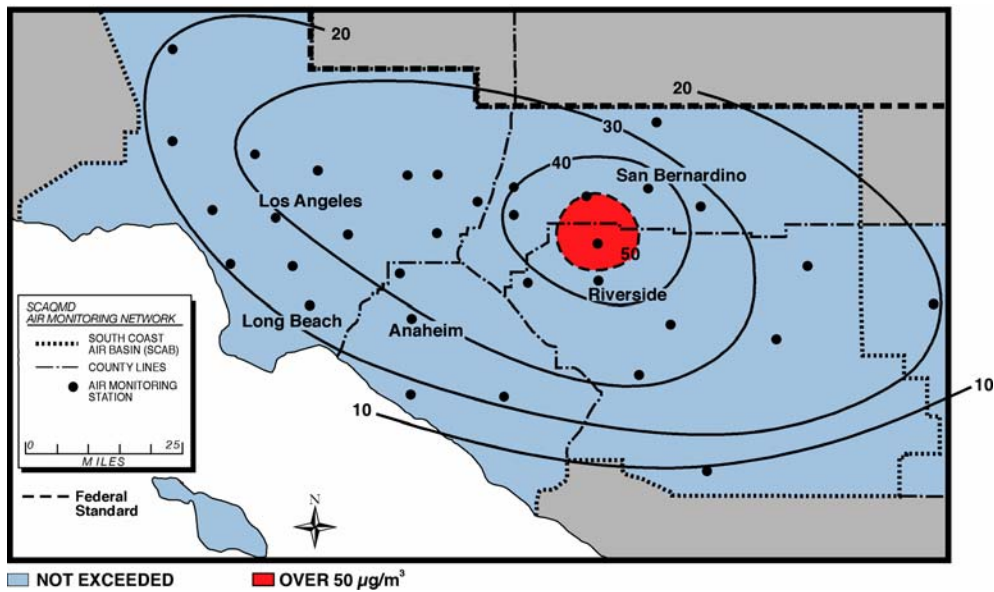 20
20
30
40
San Bernardino
Los Angeles
50
Riverside
SCAQMD
AIR MONITORING NETWORK
SOUTH COAST
AIR BASIN (SCAB)
COUNTY LINES
AIR MONITORING
STATION
0 25
MILES
Long Beach
Anaheim
10
10
Federal
Standard
N
NOT EXCEEDED
OVER 50 µg/m³